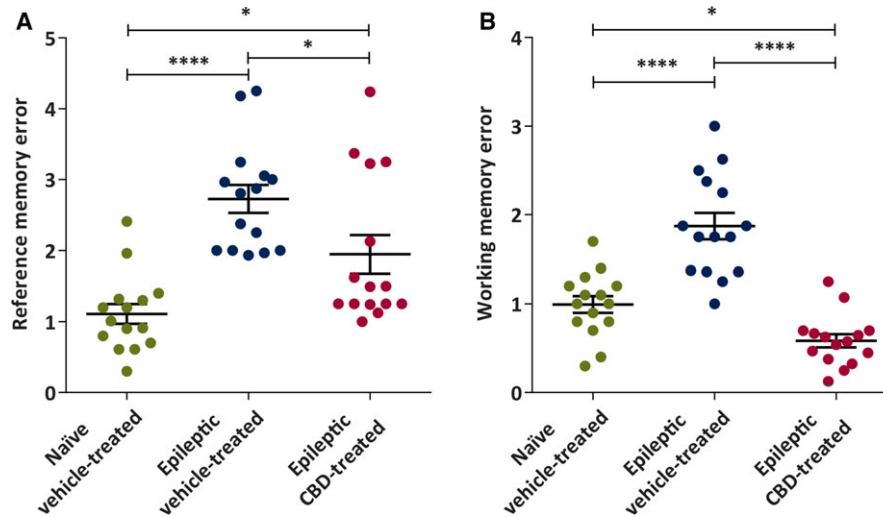 A
*
****
*
Reference memory error
5
4
3
2
1
0
Naïve
vehicle-treated
Epileptic
vehicle-treated
Epileptic
CBD-treated
B
*
****
****
Working memory error
4
3
2
1
0
Naïve
vehicle-treated
Epileptic
vehicle-treated
Epileptic
CBD-treated